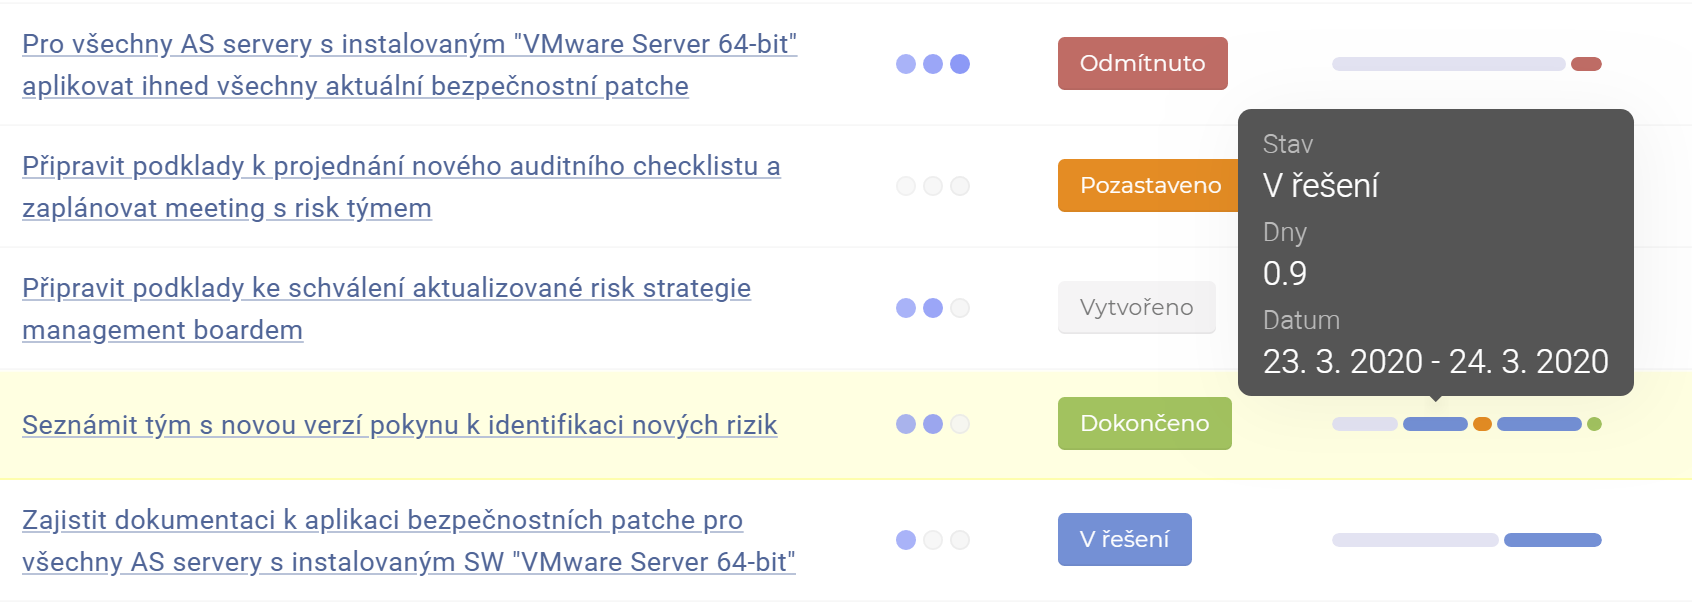 Pro všechny AS servery s instalovaným "VMware Server 64-bit"
aplikovat ihned všechny aktuální bezpečnostní patche
Odmítnuto
Připravit podklady k projednání nového auditního checklistu a
zaplánovat meeting s risk týmem
Pozastaveno
Připravit podklady ke schválení aktualizované risk strategie
management boardem
Vytvořeno
Stav
V řešení
Dny
0.9
Datum
23. 3. 2020 - 24. 3. 2020
Seznámit tým s novou verzí pokynu k identifikaci nových rizik
Dokončeno
Zajistit dokumentaci k aplikaci bezpečnostních patche pro
všechny AS servery s instalovaným SW "VMware Server 64-bit"
V řešení